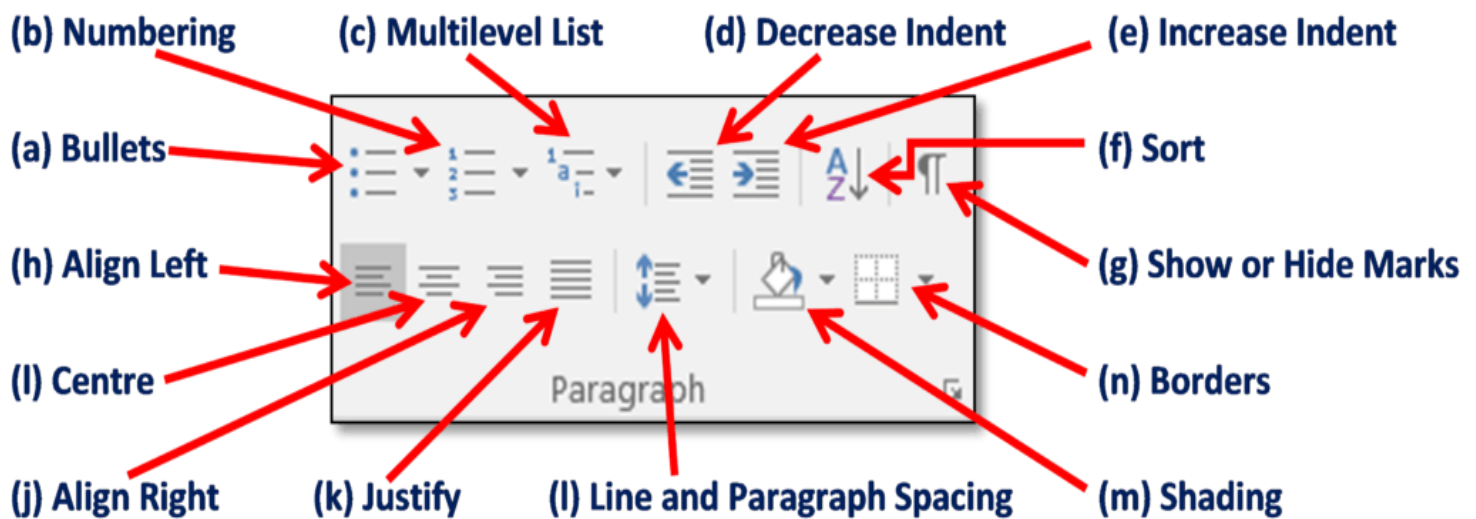 (b) Numbering (c) Multilevel List (d) Decrease Indent (e) Increase Indent
(a) Bullets
(f) Sort
(h) Align Left
(g) Show or Hide Marks
(l) Centre
Paragraph
(n) Borders
(j) Align Right (k) Justify (l) Line and Paragraph Spacing (m) Shading